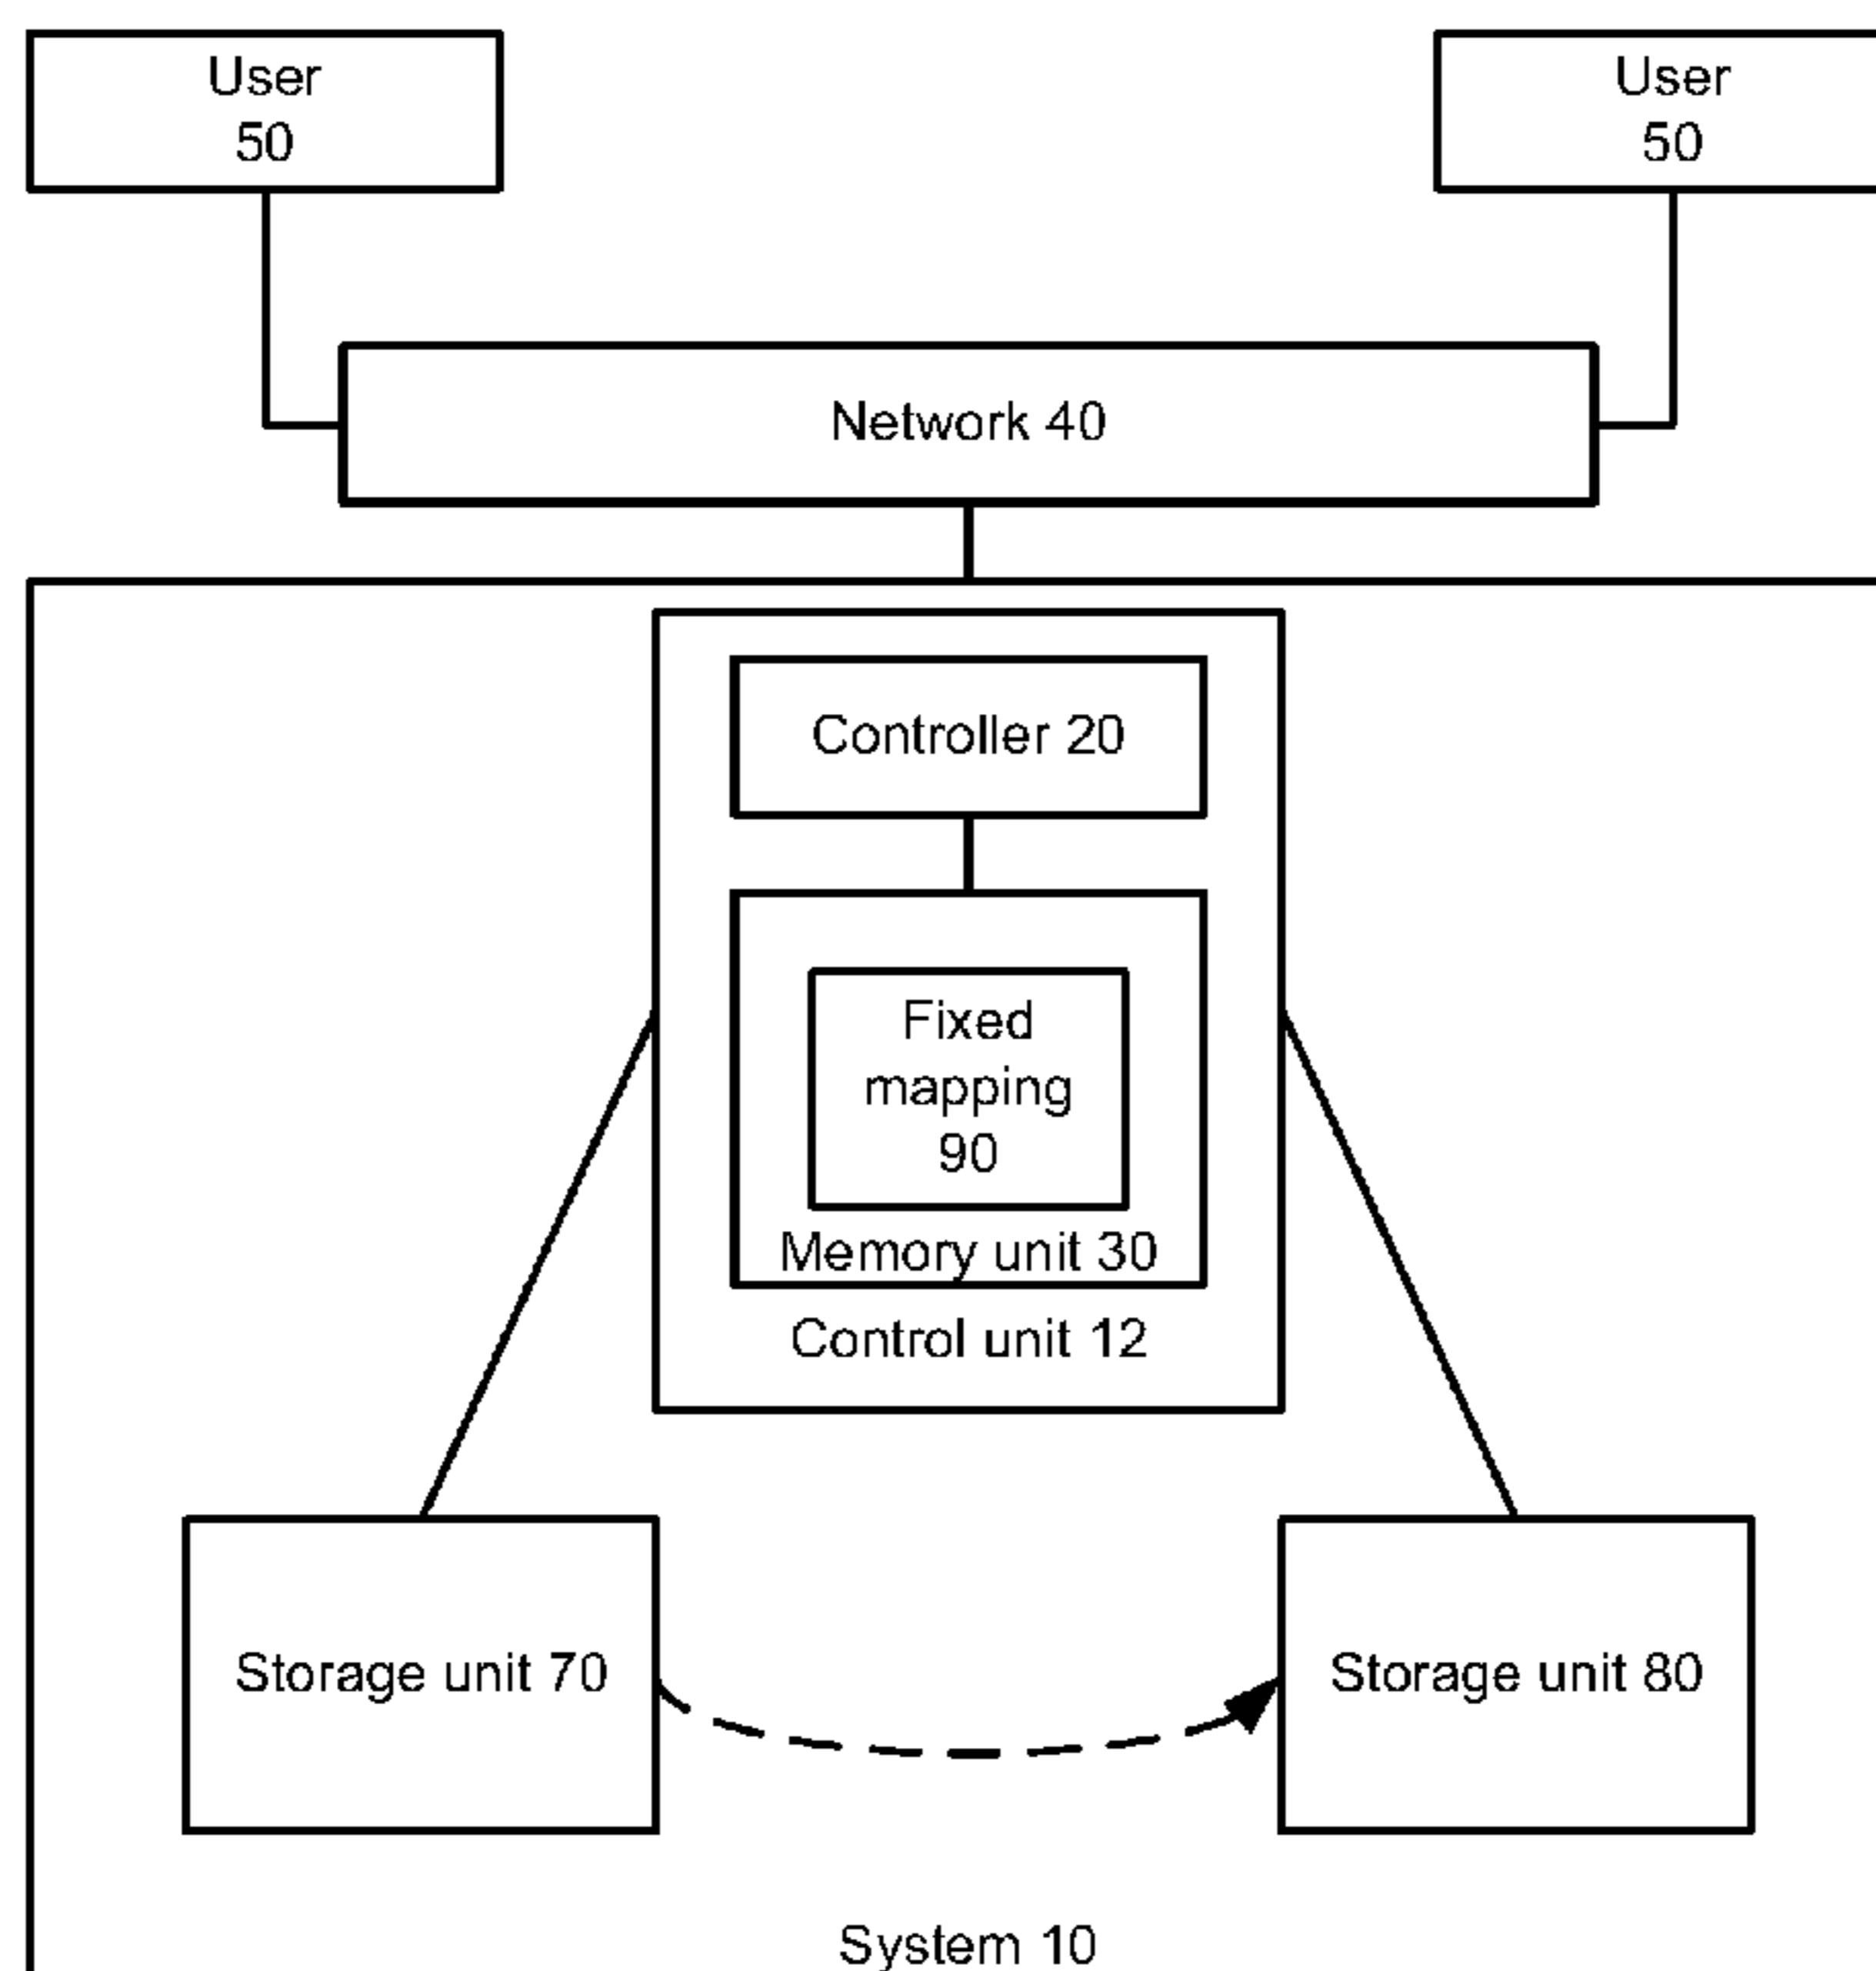 User
50
User
50
Network 40
Controller 20
Fixed
mapping
90
Memory unit 30
Control unit 12
Storage unit 70
Storage unit 80
System 10